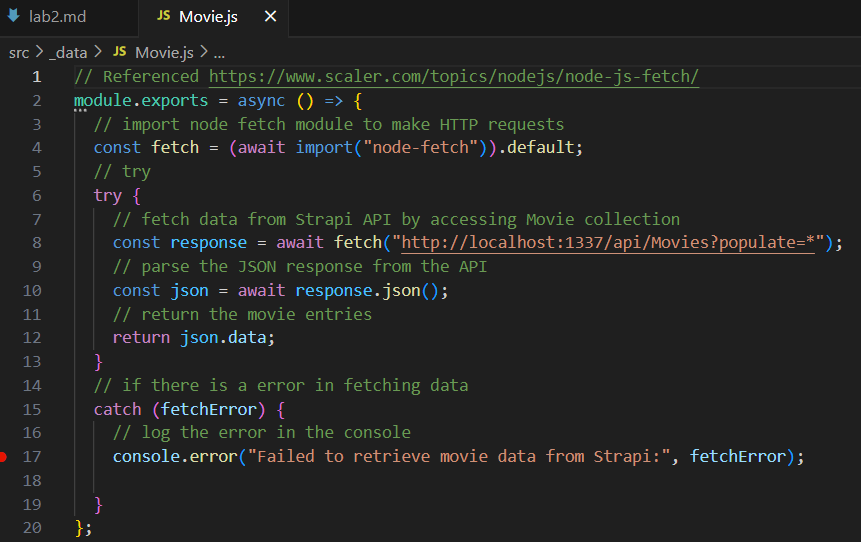 lab2.md
JS Movie.js ×
src > _data > JS Movie.js > ...
1 // Referenced https://www.scaler.com/topics/nodejs/node-js-fetch/
2 module.exports = async () => {
3 // import node fetch module to make HTTP requests
4 const fetch = (await import("node-fetch")).default;
5 // try
6 try {
7 // fetch data from Strapi API by accessing Movie collection
8 const response = await fetch("http://localhost:1337/api/Movies?populate=*");
9 // parse the JSON response from the API
10 const json = await response.json();
11 // return the movie entries
12 return json.data;
13 }
14 // if there is a error in fetching data
15 catch (fetchError) {
16 // log the error in the console
17 console.error("Failed to retrieve movie data from Strapi:", fetchError);
18
19 }
20 };